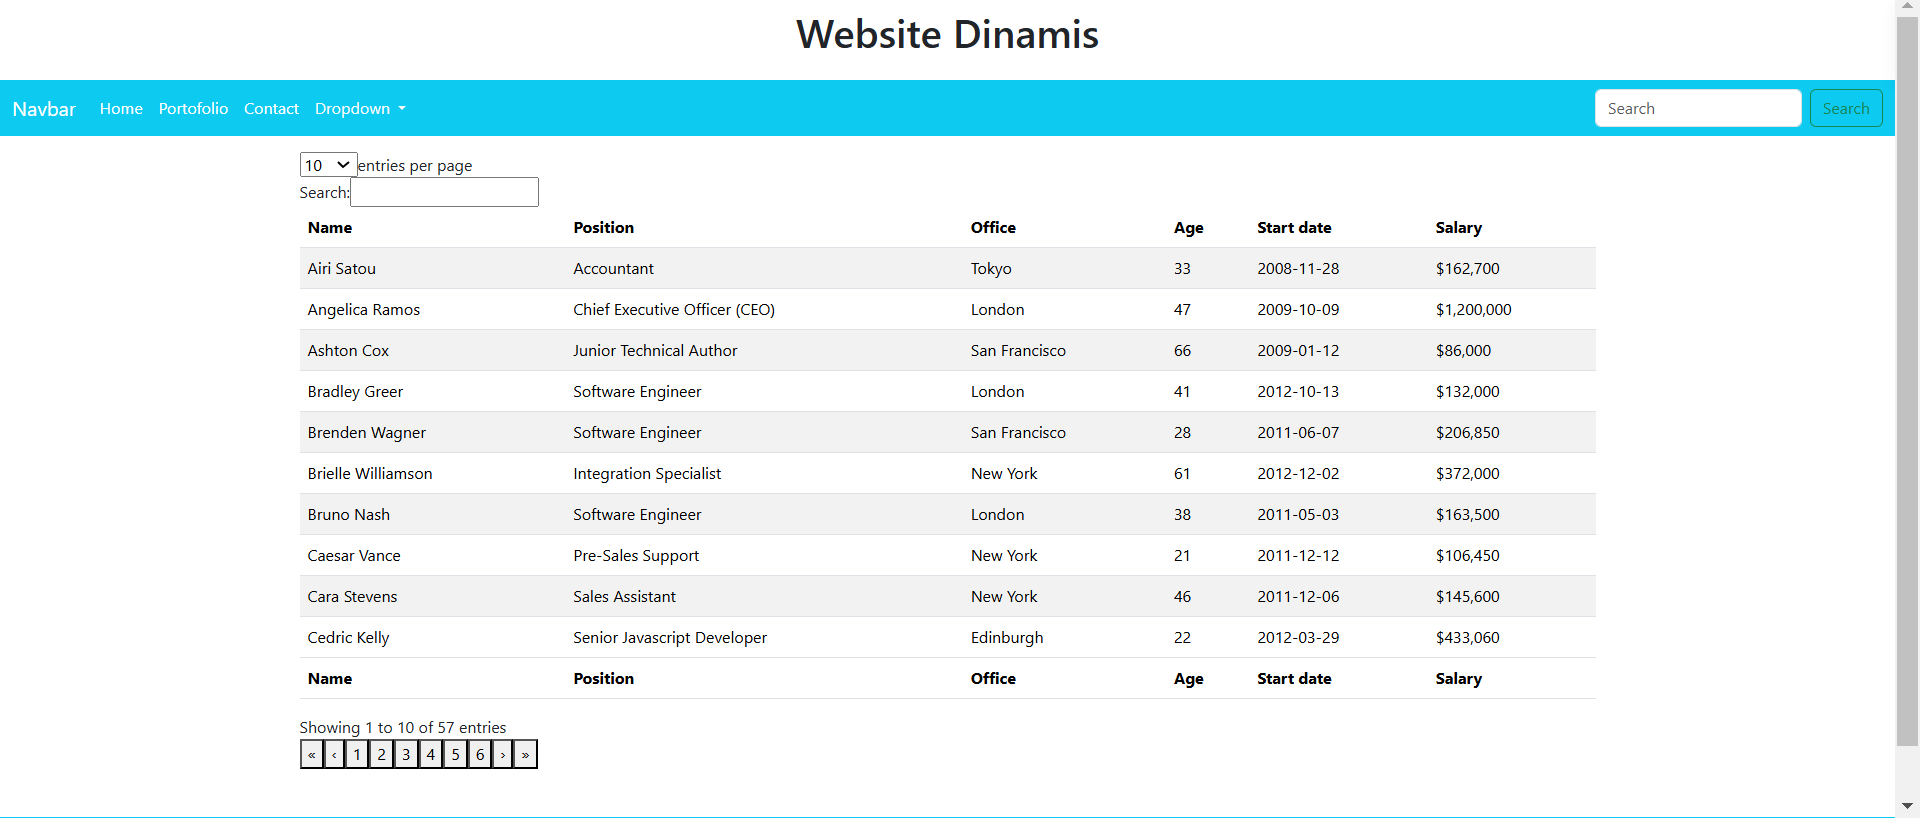 Website Dinamis
Navbar Home Portofolio Contact Dropdown Search Search
10 entries per page
Search:
Name Position Office Age Start date Salary
Airi Satou Accountant Tokyo 33 2008-11-28 $162,700
Angelica Ramos Chief Executive Officer (CEO) London 47 2009-10-09 $1,200,000
Ashton Cox Junior Technical Author San Francisco 66 2009-01-12 $86,000
Bradley Greer Software Engineer London 41 2012-10-13 $132,000
Brenden Wagner Software Engineer San Francisco 28 2011-06-07 $206,850
Brielle Williamson Integration Specialist New York 61 2012-12-02 $372,000
Bruno Nash Software Engineer London 38 2011-05-03 $163,500
Caesar Vance Pre-Sales Support New York 21 2011-12-12 $106,450
Cara Stevens Sales Assistant New York 46 2011-12-06 $145,600
Cedric Kelly Senior Javascript Developer Edinburgh 22 2012-03-29 $433,060
Name Position Office Age Start date Salary
Showing 1 to 10 of 57 entries
« ‹ 1 2 3 4 5 6 › »